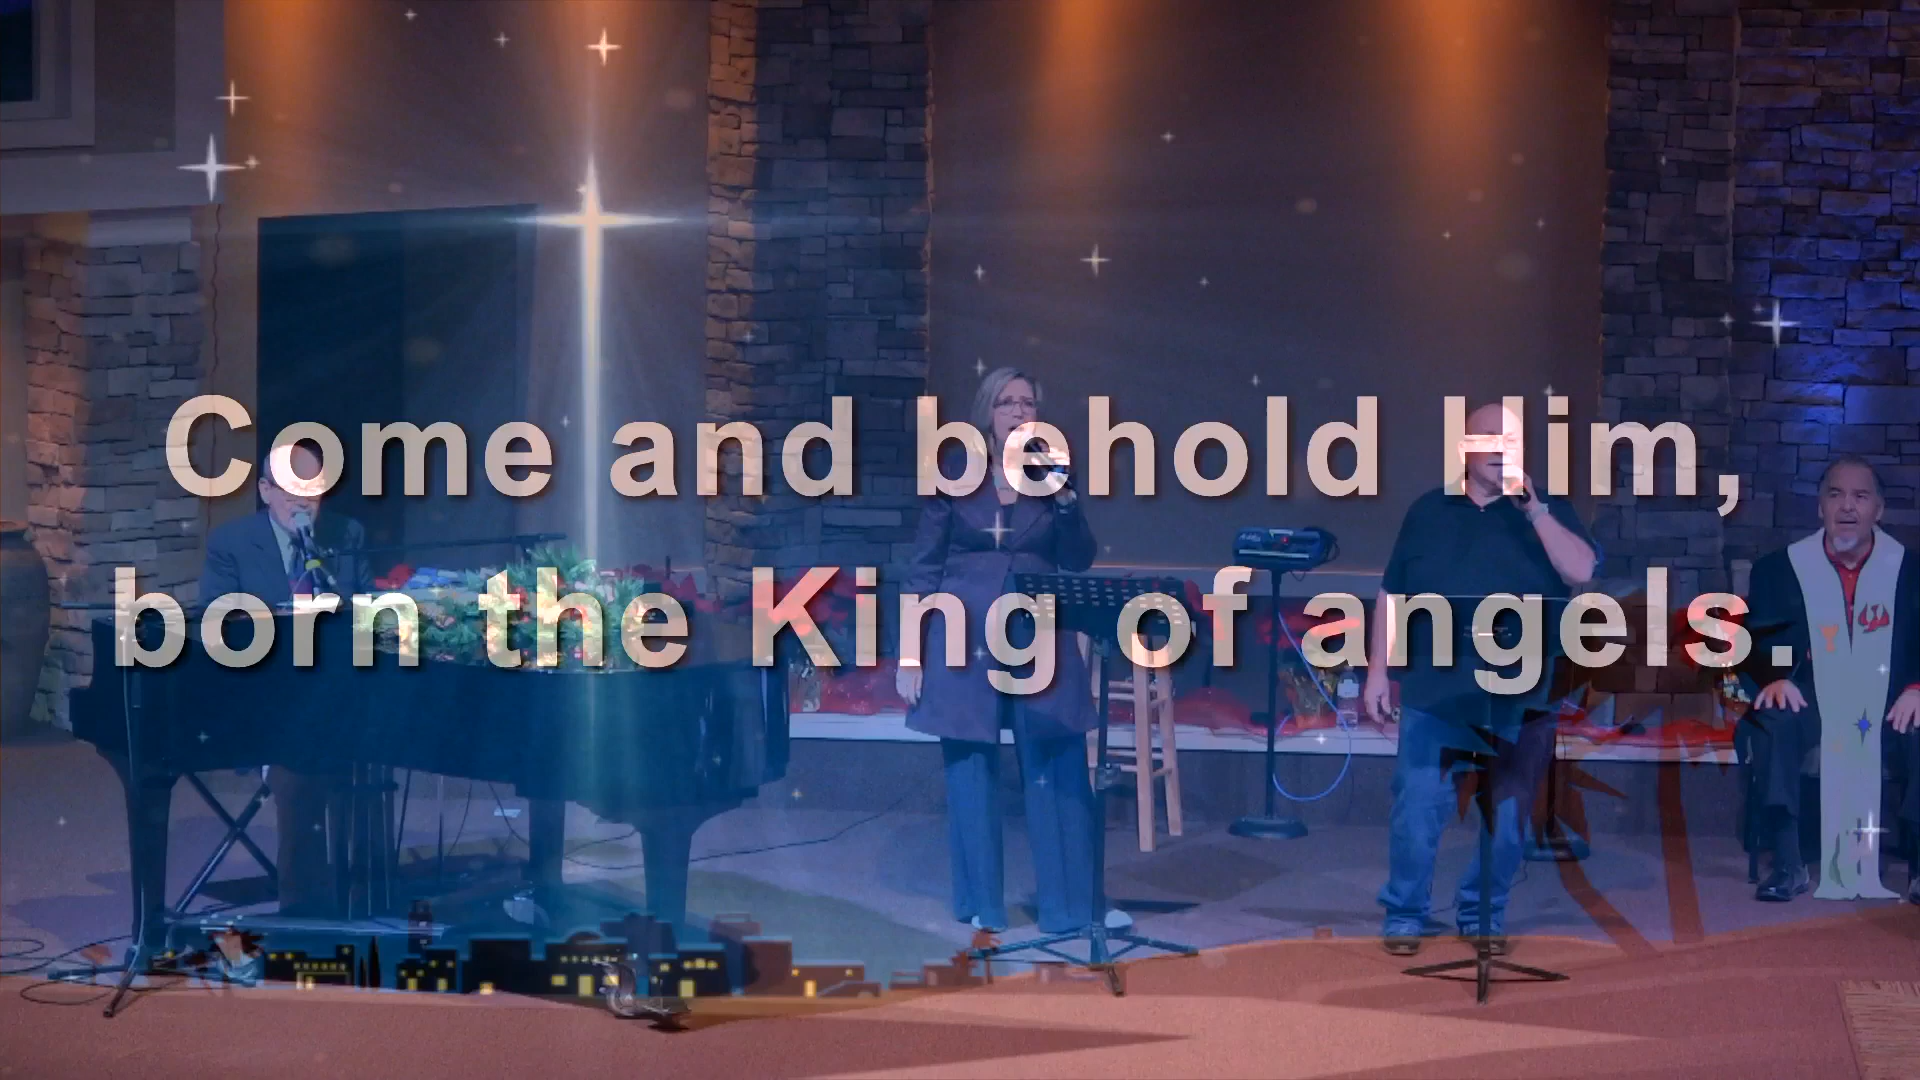 Come and behold Him,
born the King of angels.